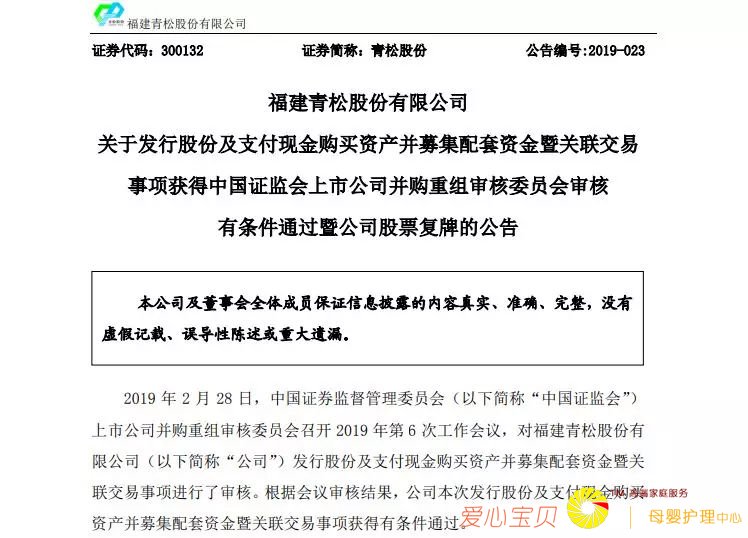 福建青松股份有限公司
证券代码：300132 证券简称：青松股份 公告编号:2019-023
福建青松股份有限公司
关于发行股份及支付现金购买资产并募集配套资金暨关联交易
事项获得中国证监会上市公司并购重组审核委员会审核
有条件通过暨公司股票复牌的公告
本公司及董事会全体成员保证信息披露的内容真实、准确、完整，没有
虚假记载、误导性陈述或重大遗漏。
2019 年 2 月 28 日，中国证券监督管理委员会（以下简称“中国证监会”）
上市公司并购重组审核委员会召开 2019 年第 6 次工作会议，对福建青松股份有
限公司（以下简称“公司”）发行股份及支付现金购买资产并募集配套资金暨关
联交易事项进行了审核。根据会议审核结果，公司本次发行股份及支付现金购买
资产并募集配套资金暨关联交易事项获得有条件通过。
家庭服务
爱心宝贝
母婴护理中心